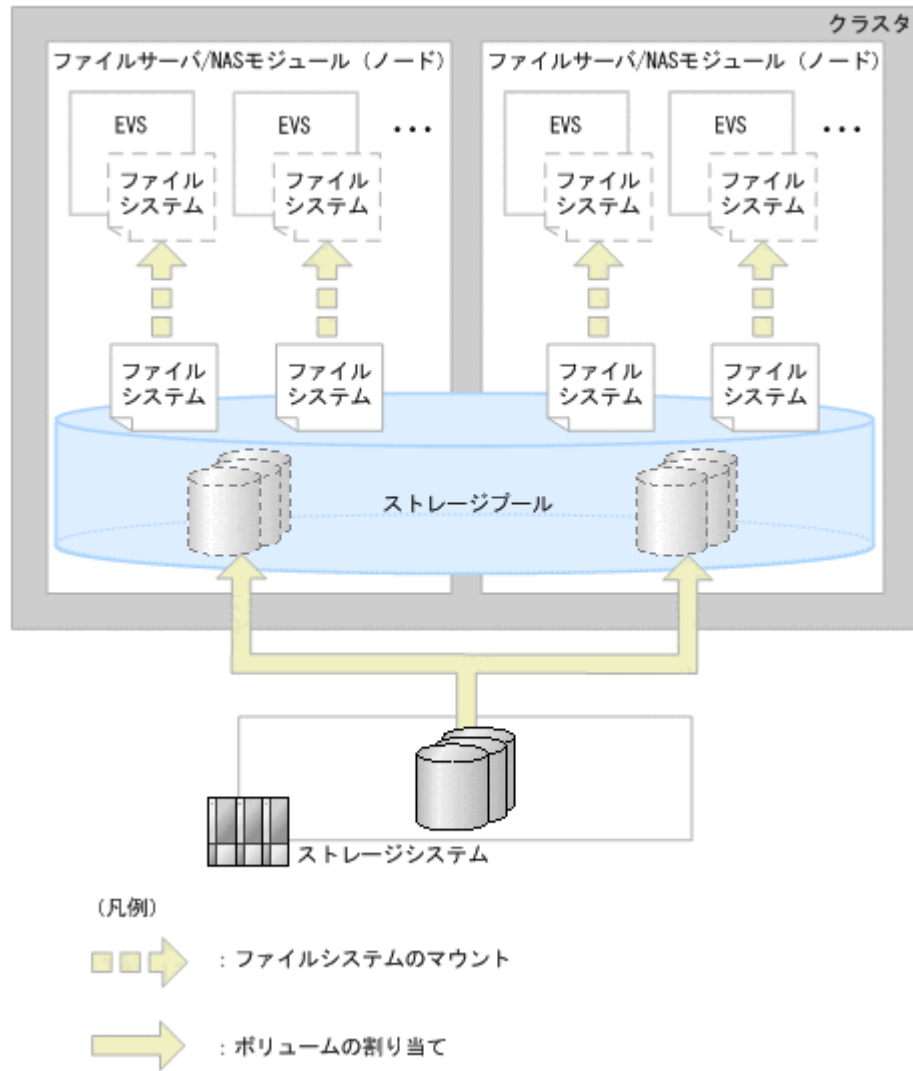 クラスタ
ファイルサーバ/NASモジュール（ノード）
ファイルサーバ/NASモジュール（ノード）
EVS
EVS
・・・
EVS
EVS
・・・
ファイル
システム
ファイル
システム
ファイル
システム
ファイル
システム
ファイル
システム
ファイル
システム
ファイル
システム
ファイル
システム
ストレージプール
ストレージシステム
（凡例）
：ファイルシステムのマウント
：ボリュームの割り当て